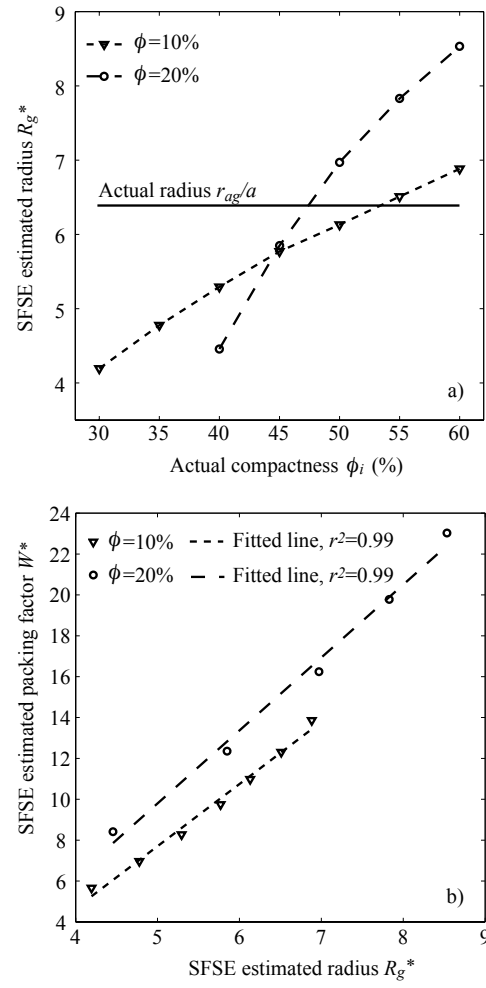 9
8
7
6
5
4
SFSE estimated radius R_g*
ϕ=10%
ϕ=20%
Actual radius r_ag/a
a)
30 35 40 45 50 55 60
Actual compactness ϕ_i (%)
24
22
20
18
16
14
12
10
8
6
4
SFSE estimated packing factor W*
ϕ=10% Fitted line, r²=0.99
ϕ=20% Fitted line, r²=0.99
b)
4 5 6 7 8 9
SFSE estimated radius R_g*